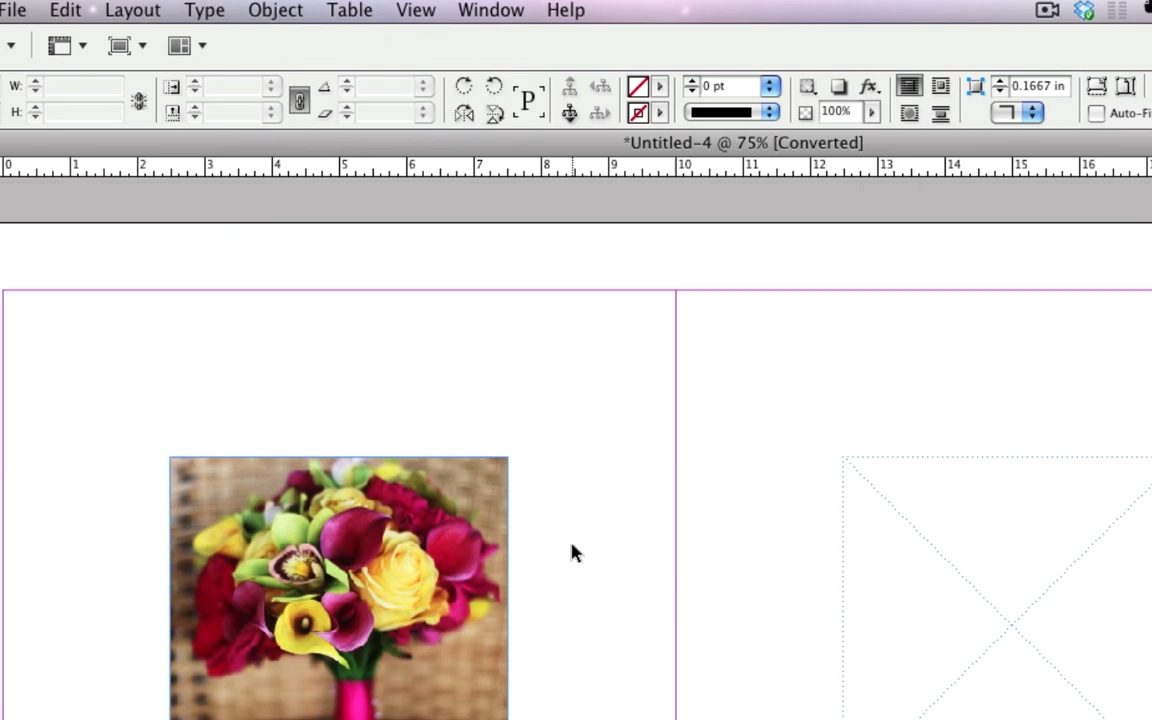 File Edit Layout Type Object Table View Window Help
W: 0 pt fx. 0.1667 in
H: P 100% Auto-Fi
*Untitled-4 @ 75% [Converted]
0 1 2 3 4 5 6 7 8 9 10 11 12 13 14 15 16